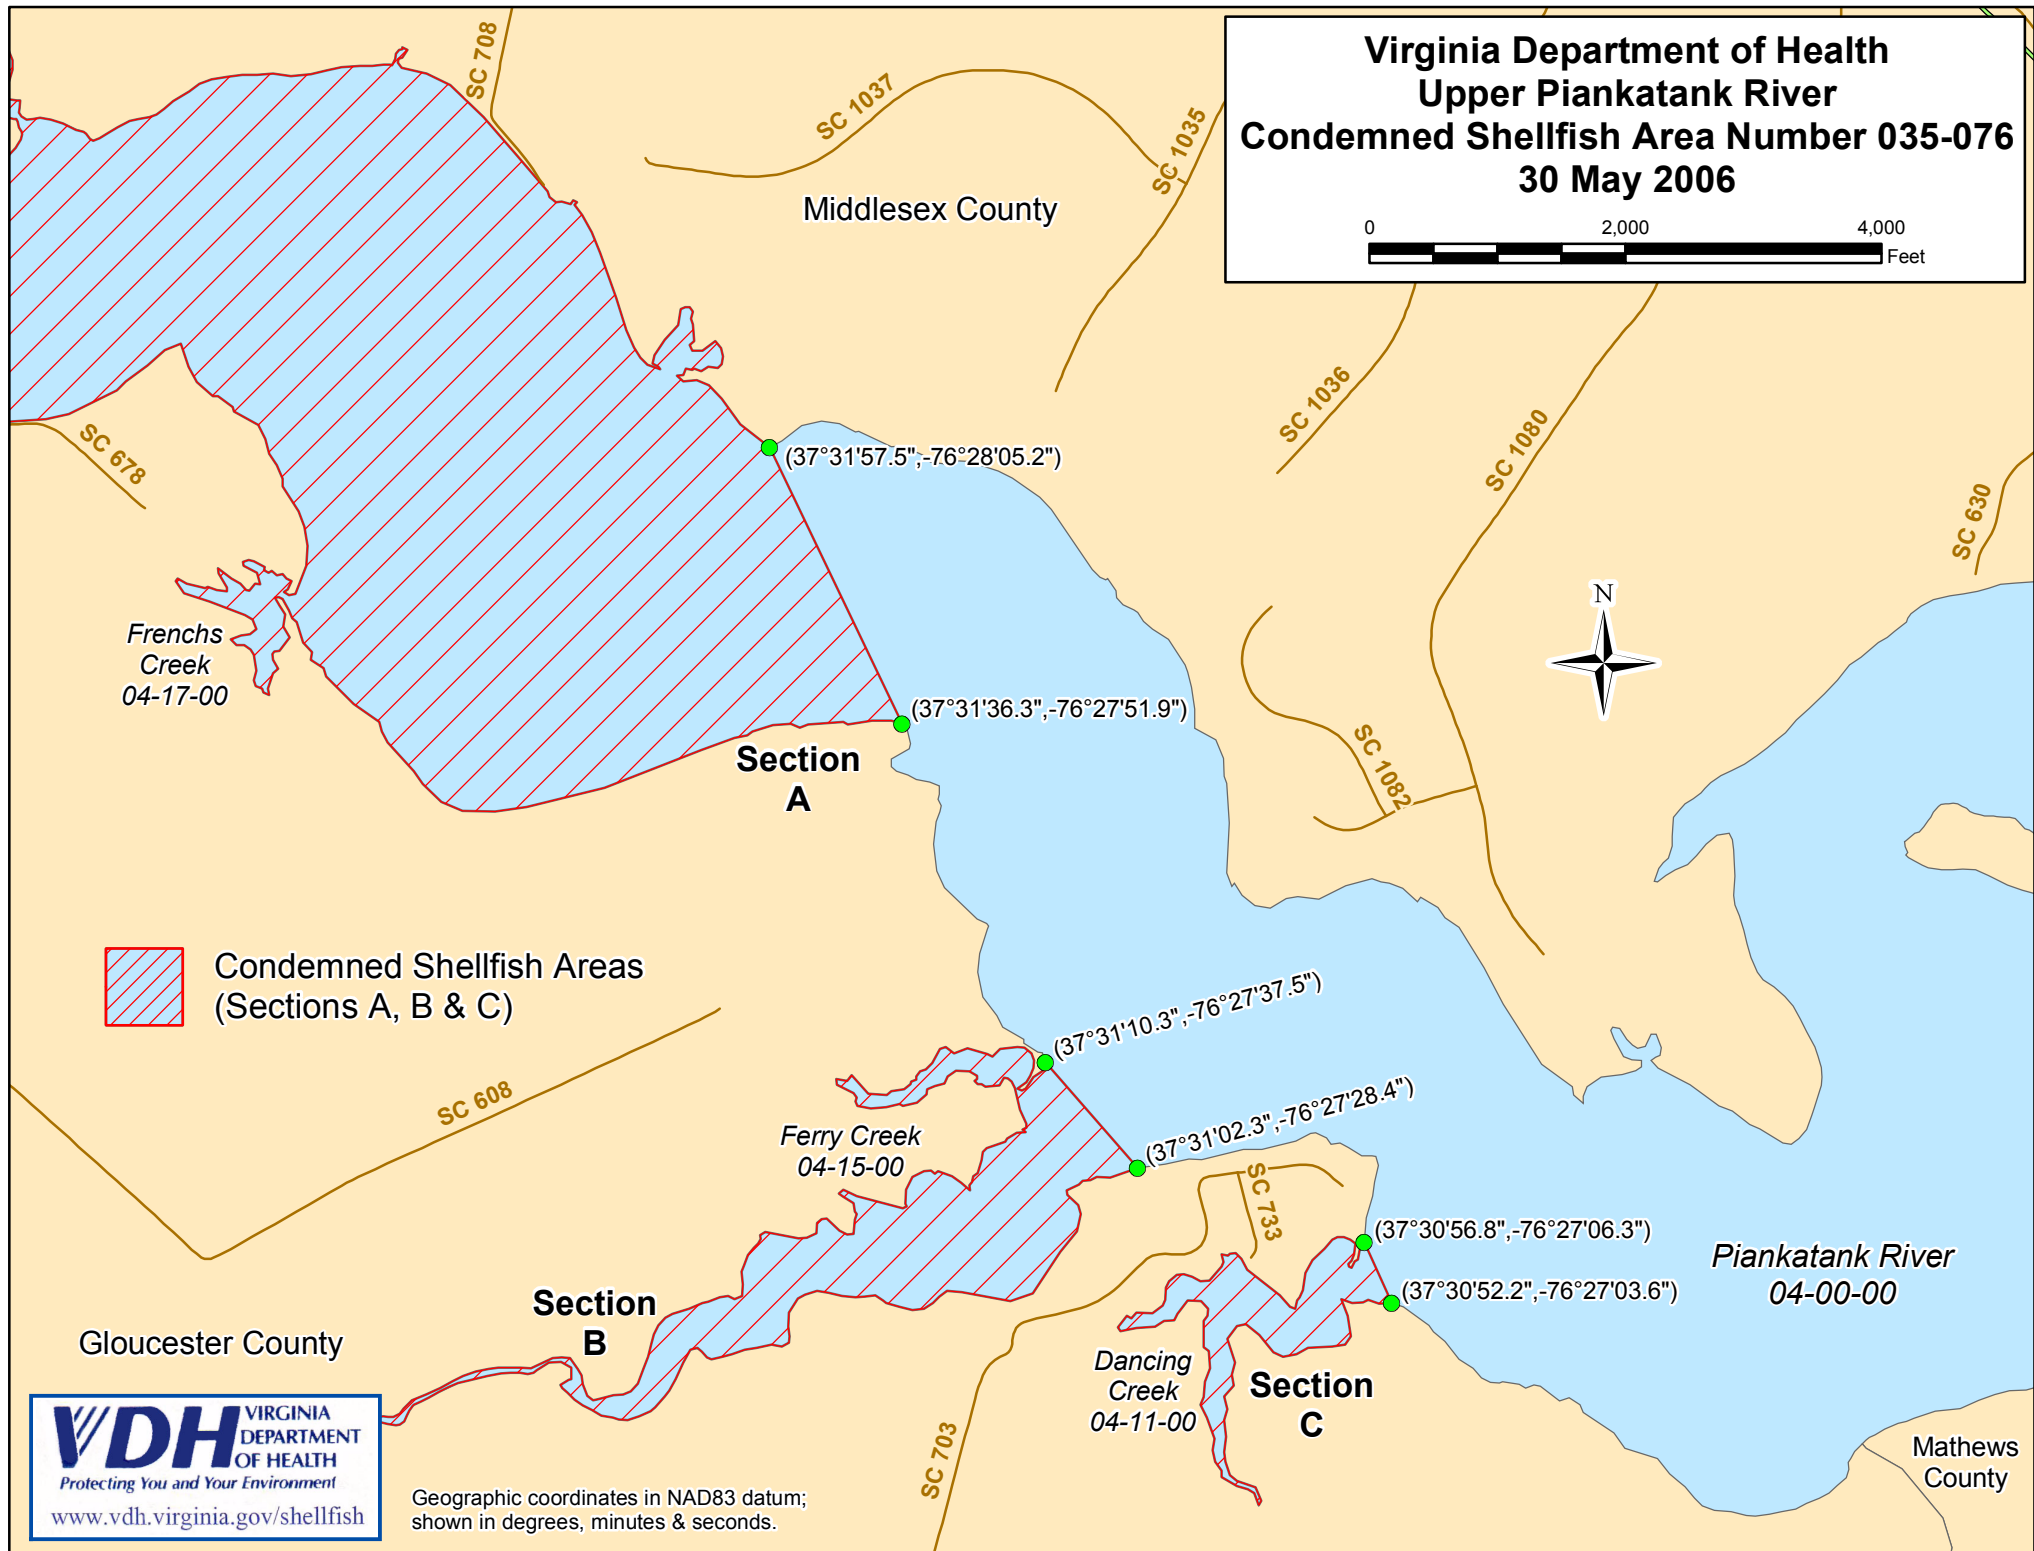 Virginia Department of Health
Upper Piankatank River
Condemned Shellfish Area Number 035-076
30 May 2006
0 2,000 4,000
Feet
SC 708
SC 1037
SC 1035
Middlesex County
SC 1036
SC 1080
SC 678
(37°31'57.5",-76°28'05.2")
SC 630
N
Frenchs
Creek
04-17-00
(37°31'36.3",-76°27'51.9")
Section
A
SC 1082
Condemned Shellfish Areas
(Sections A, B & C)
(37°31'10.3",-76°27'37.5")
SC 608
(37°31'02.3",-76°27'28.4")
Ferry Creek
04-15-00
SC 733
(37°30'56.8",-76°27'06.3")
Piankatank River
04-00-00
(37°30'52.2",-76°27'03.6")
Section
B
Gloucester County
Dancing
Creek
04-11-00
Section
C
SC 703
Mathews
County
VDH
VIRGINIA
DEPARTMENT
OF HEALTH
Protecting You and Your Environment
www.vdh.virginia.gov/shellfish
Geographic coordinates in NAD83 datum;
shown in degrees, minutes & seconds.